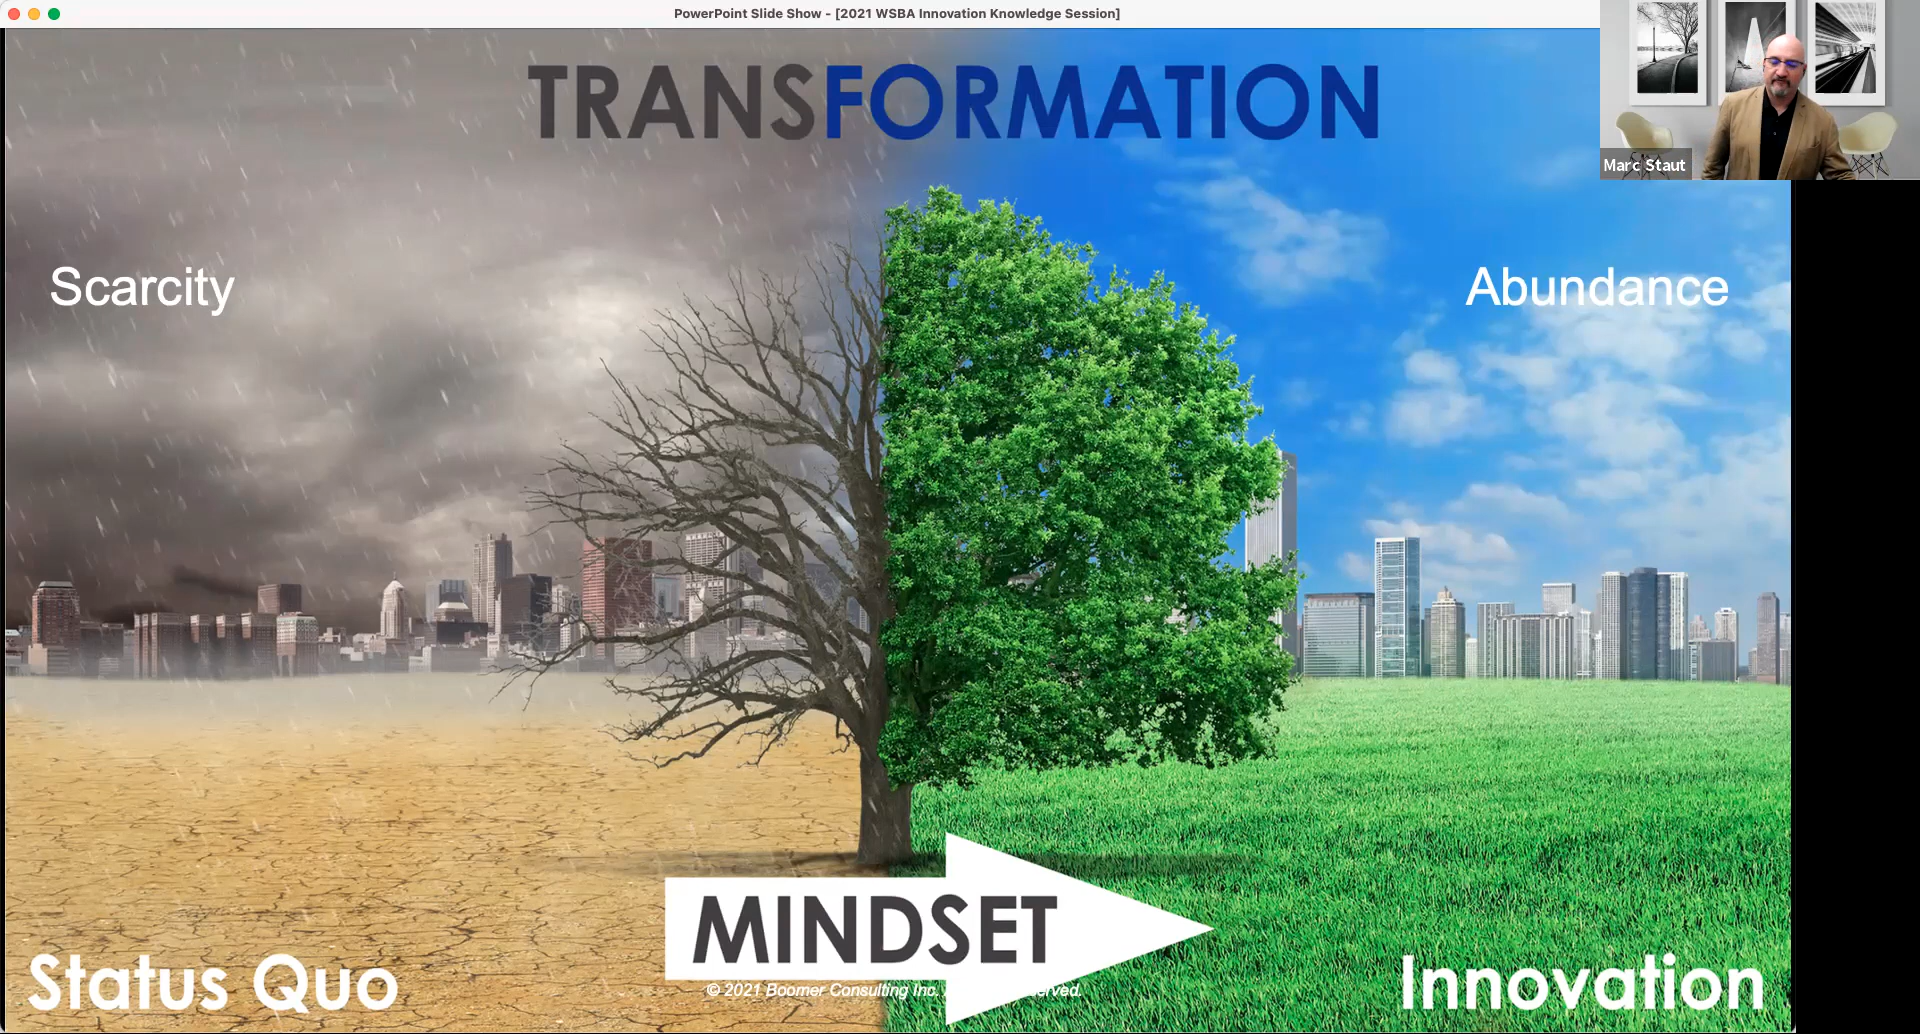 PowerPoint Slide Show - [2021 WSBA Innovation Knowledge Session]
TRANSFORMATION
Marc Staut
Scarcity
Abundance
MINDSET
Status Quo
© 2021 Boomer Consulting Inc.
Innovation